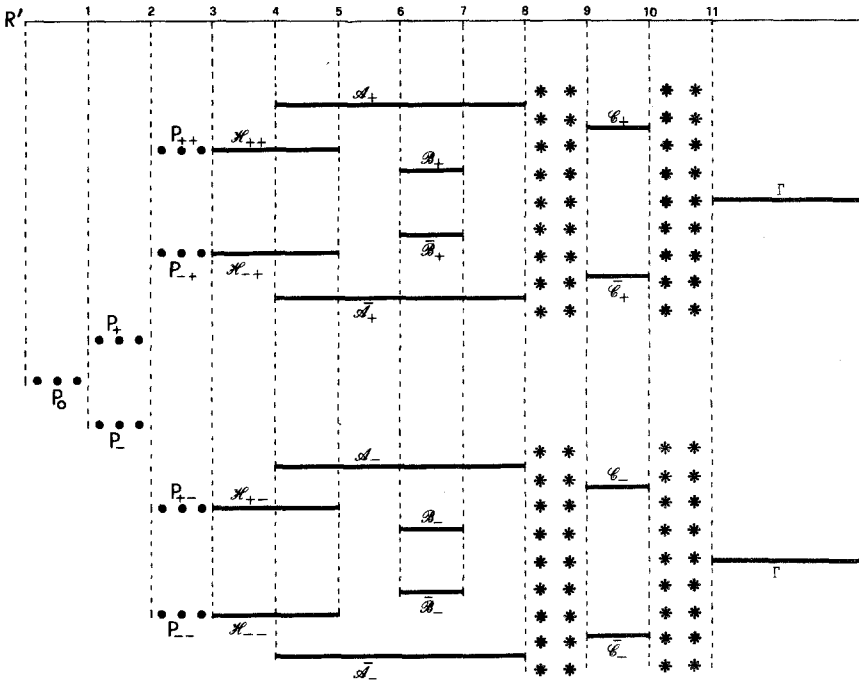 R′ 1 2 3 4 5 6 7 8 9 10 11
𝒜₊
P₊₊ ℋ₊₊ 𝒞₊
ℬ₊
Γ
ℬ̄₊
P₋₊ ℋ₋₊
𝒞̄₊
𝒜̄₊
P₊
P₀
P₋
𝒜₋
P₊₋ ℋ₊₋ 𝒞₋
ℬ₋
Γ
ℬ̄₋
P₋₋ ℋ₋₋
𝒞̄₋
𝒜̄₋